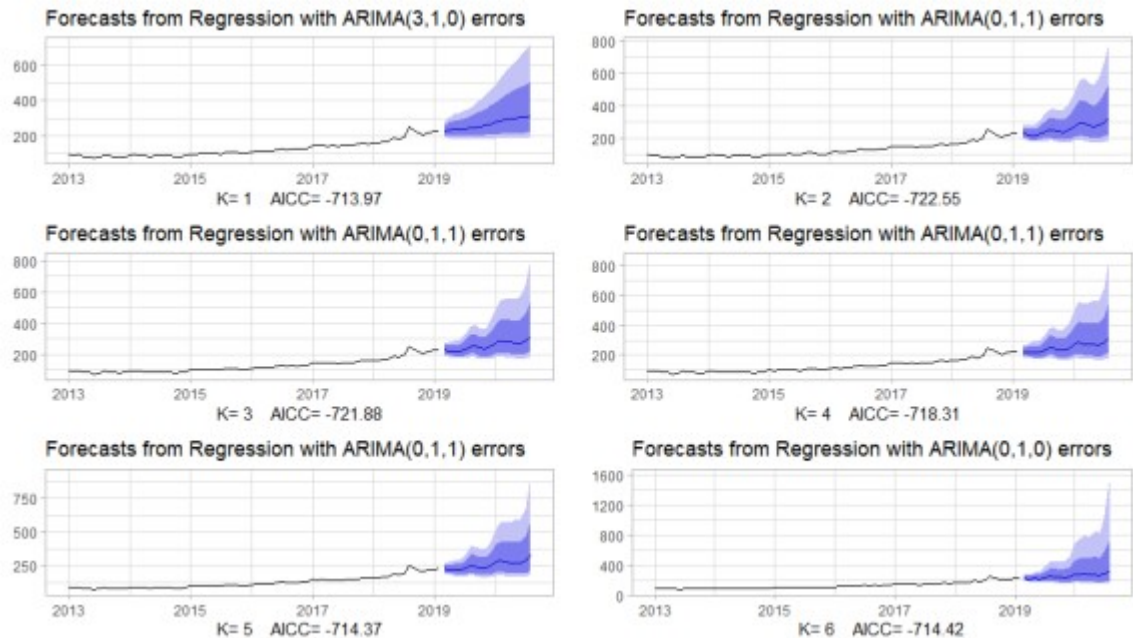 Forecasts from Regression with ARIMA(3,1,0) errors
600
400
200
2013 2015 2017 2019
K= 1 AICC= -713.97
Forecasts from Regression with ARIMA(0,1,1) errors
800
600
400
200
2013 2015 2017 2019
K= 2 AICC= -722.55
Forecasts from Regression with ARIMA(0,1,1) errors
800
600
400
200
2013 2015 2017 2019
K= 3 AICC= -721.88
Forecasts from Regression with ARIMA(0,1,1) errors
800
600
400
200
2013 2015 2017 2019
K= 4 AICC= -718.31
Forecasts from Regression with ARIMA(0,1,1) errors
750
500
250
2013 2015 2017 2019
K= 5 AICC= -714.37
Forecasts from Regression with ARIMA(0,1,0) errors
1600
1200
800
400
0
2013 2015 2017 2019
K= 6 AICC= -714.42